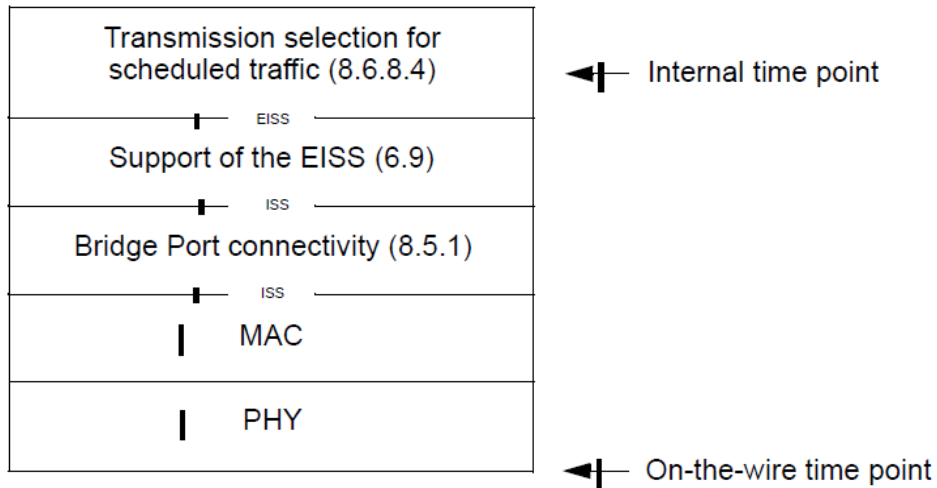 Transmission selection for
scheduled traffic (8.6.8.4)
Internal time point
EISS
Support of the EISS (6.9)
ISS
Bridge Port connectivity (8.5.1)
ISS
MAC
PHY
On-the-wire time point